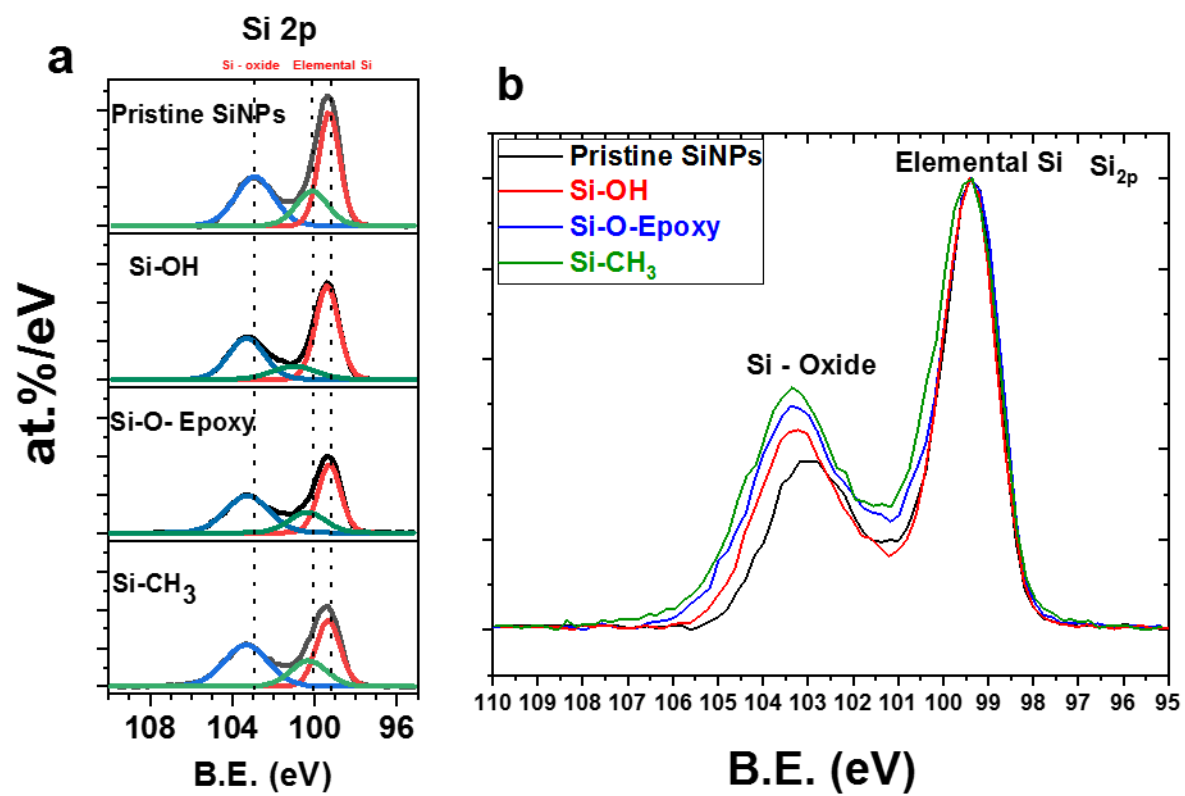 Si 2p
a
Si - oxide Elemental Si
Pristine SiNPs
Si-OH
Si-O- Epoxy
Si-CH3
at.%/eV
108 104 100 96
B.E. (eV)
b
Pristine SiNPs
Si-OH
Si-O-Epoxy
Si-CH3
Elemental Si Si2p
Si - Oxide
110 109 108 107 106 105 104 103 102 101 100 99 98 97 96 95
B.E. (eV)